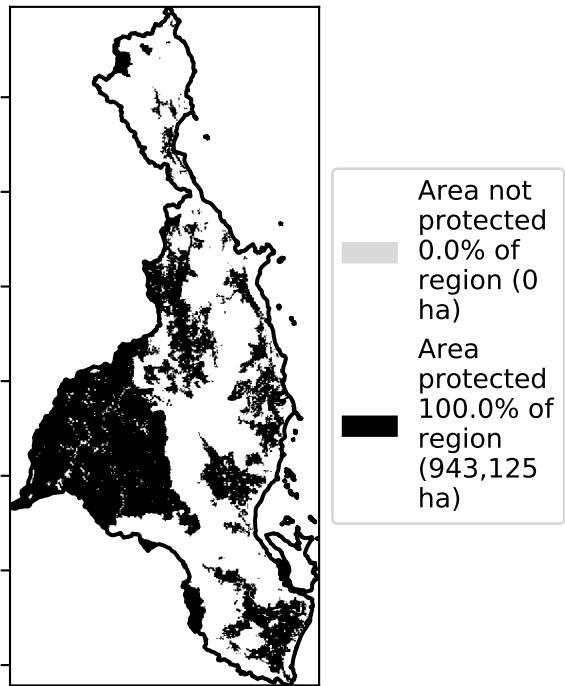 Area not
protected
0.0% of
region (0
ha)
Area
protected
100.0% of
region
(943,125
ha)